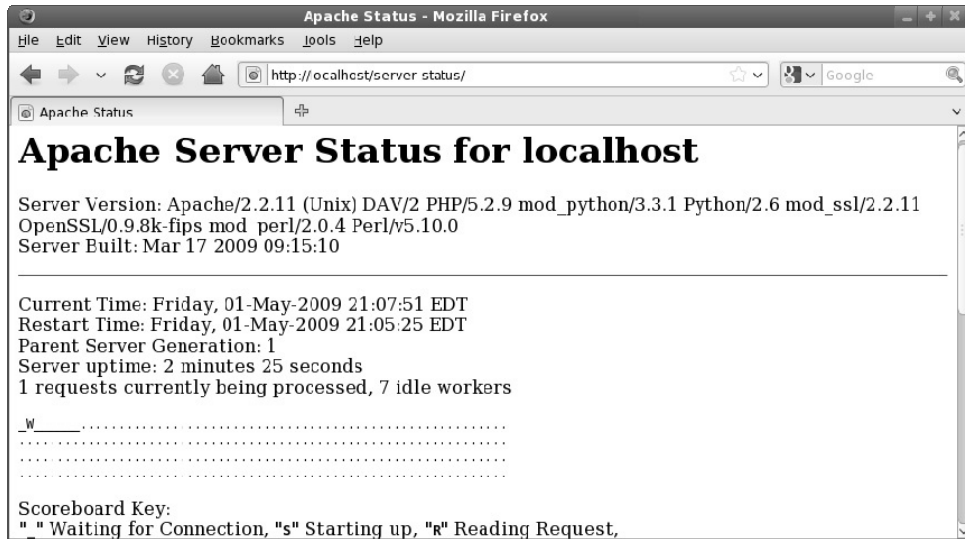 Apache Status - Mozilla Firefox
File Edit View History Bookmarks Tools Help
http://localhost/server-status/
Google
Apache Status
Apache Server Status for localhost
Server Version: Apache/2.2.11 (Unix) DAV/2 PHP/5.2.9 mod_python/3.3.1 Python/2.6 mod_ssl/2.2.11
OpenSSL/0.9.8k-fips mod_perl/2.0.4 Perl/v5.10.0
Server Built: Mar 17 2009 09:15:10
Current Time: Friday, 01-May-2009 21:07:51 EDT
Restart Time: Friday, 01-May-2009 21:05:25 EDT
Parent Server Generation: 1
Server uptime: 2 minutes 25 seconds
1 requests currently being processed, 7 idle workers
_W______........................................................
................................................................
................................................................
................................................................
Scoreboard Key:
"_" Waiting for Connection, "S" Starting up, "R" Reading Request,